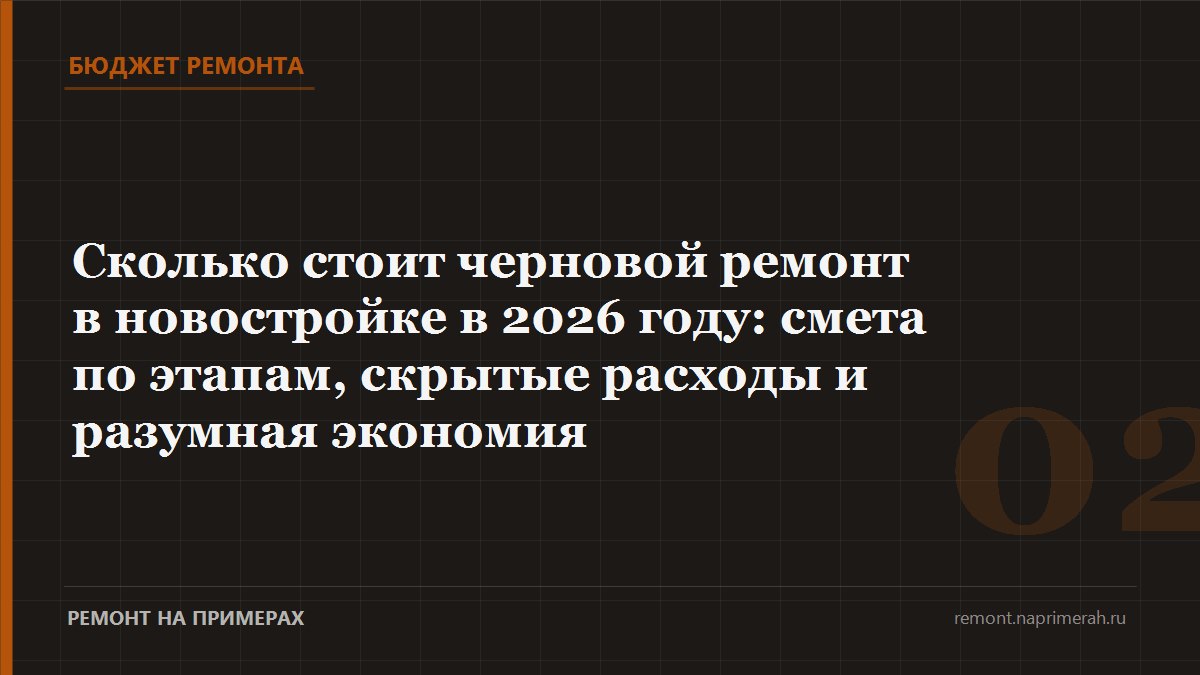 БЮДЖЕТ РЕМОНТА
Сколько стоит черновой ремонт
в новостройке в 2026 году: смета
по этапам, скрытые расходы и
разумная экономия
02
РЕМОНТ НА ПРИМЕРАХ
remont.naprimerah.ru